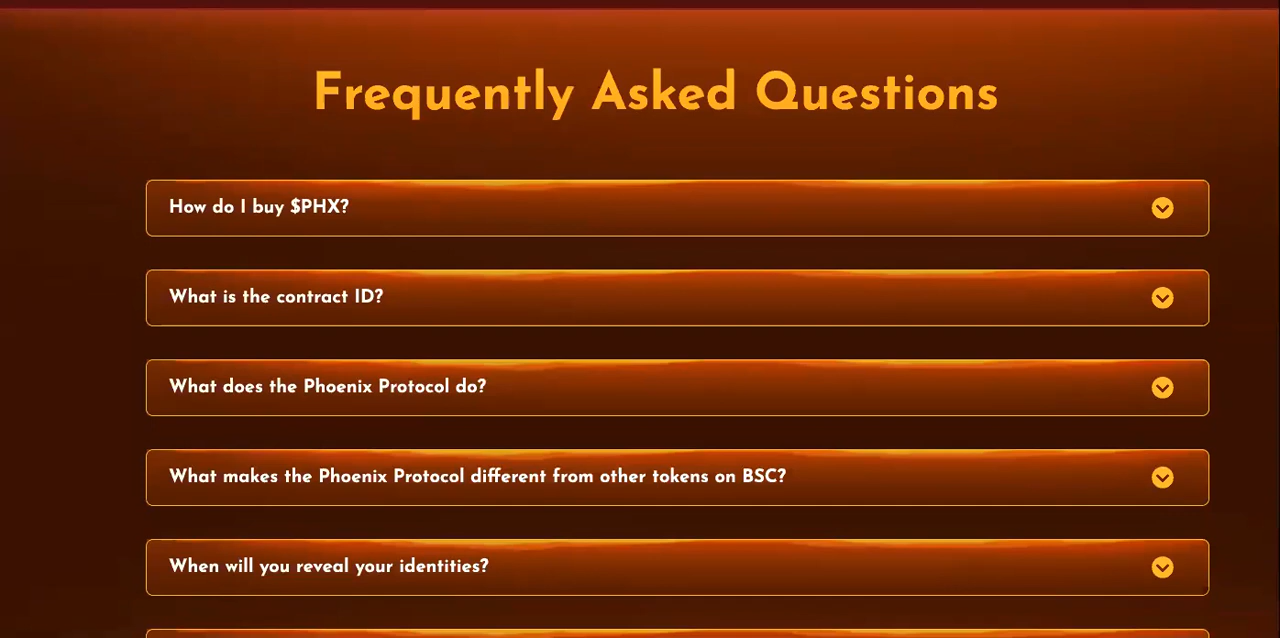 Frequently Asked Questions
How do I buy $PHX?
What is the contract ID?
What does the Phoenix Protocol do?
What makes the Phoenix Protocol different from other tokens on BSC?
When will you reveal your identities?